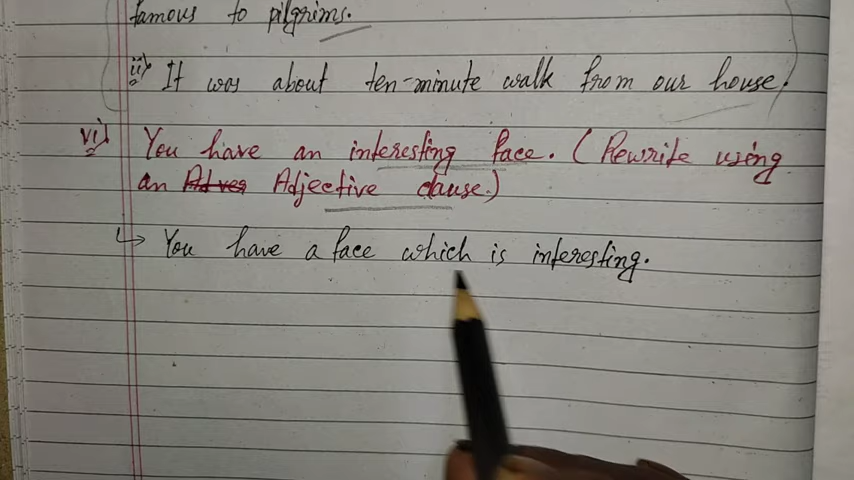 famous to pilgrims.
ii) It was about ten-minute walk from our house.
vi) You have an interesting face. (Rewrite using
an Adjective clause.)
↳ You have a face which is interesting.